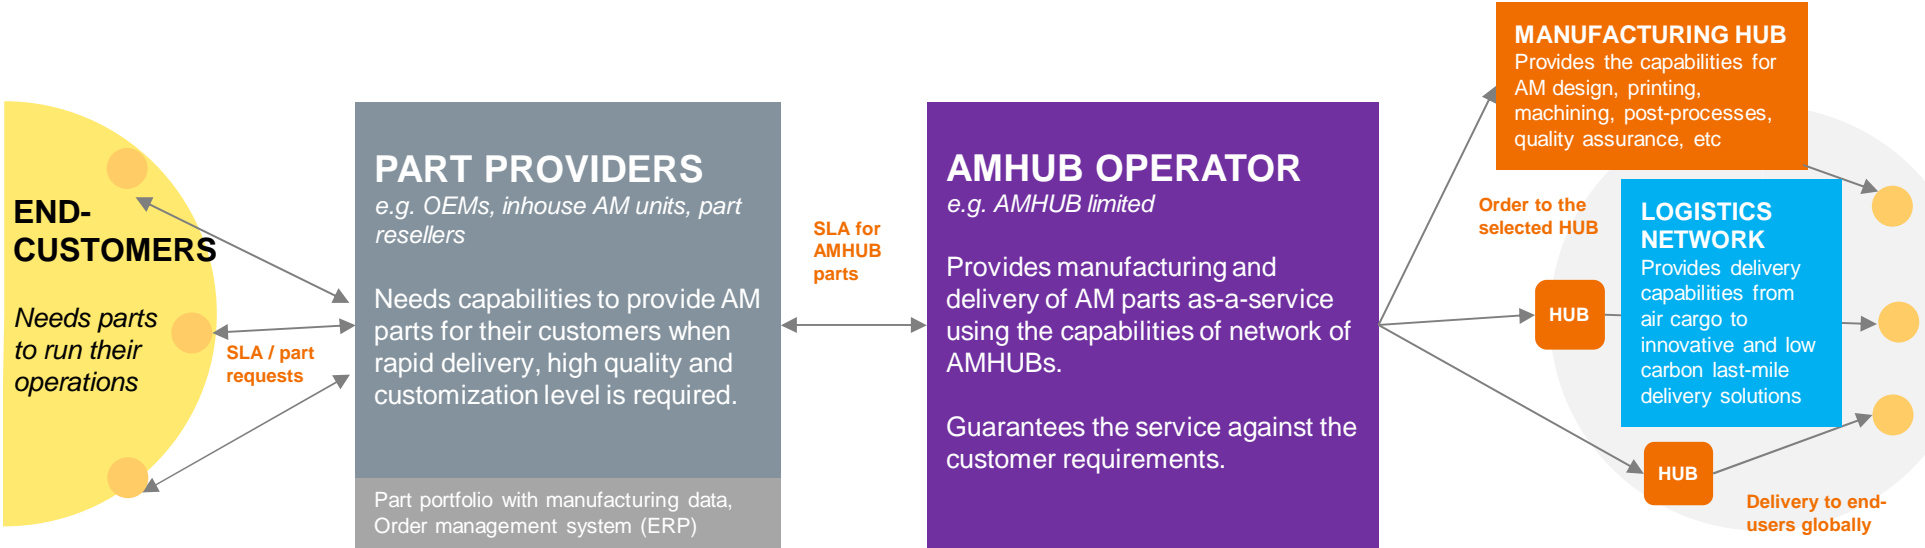 END-
CUSTOMERS
Needs parts
to run their
operations
SLA / part
requests
PART PROVIDERS
e.g. OEMs, inhouse AM units, part
resellers
Needs capabilities to provide AM
parts for their customers when
rapid delivery, high quality and
customization level is required.
Part portfolio with manufacturing data,
Order management system (ERP)
SLA for
AMHUB
parts
AMHUB OPERATOR
e.g. AMHUB limited
Provides manufacturing and
delivery of AM parts as-a-service
using the capabilities of network of
AMHUBs.
Guarantees the service against the
customer requirements.
MANUFACTURING HUB
Provides the capabilities for
AM design, printing,
machining, post-processes,
quality assurance, etc
Order to the
selected HUB
HUB
LOGISTICS
NETWORK
Provides delivery
capabilities from
air cargo to
innovative and low
carbon last-mile
delivery solutions
HUB
Delivery to end-
users globally